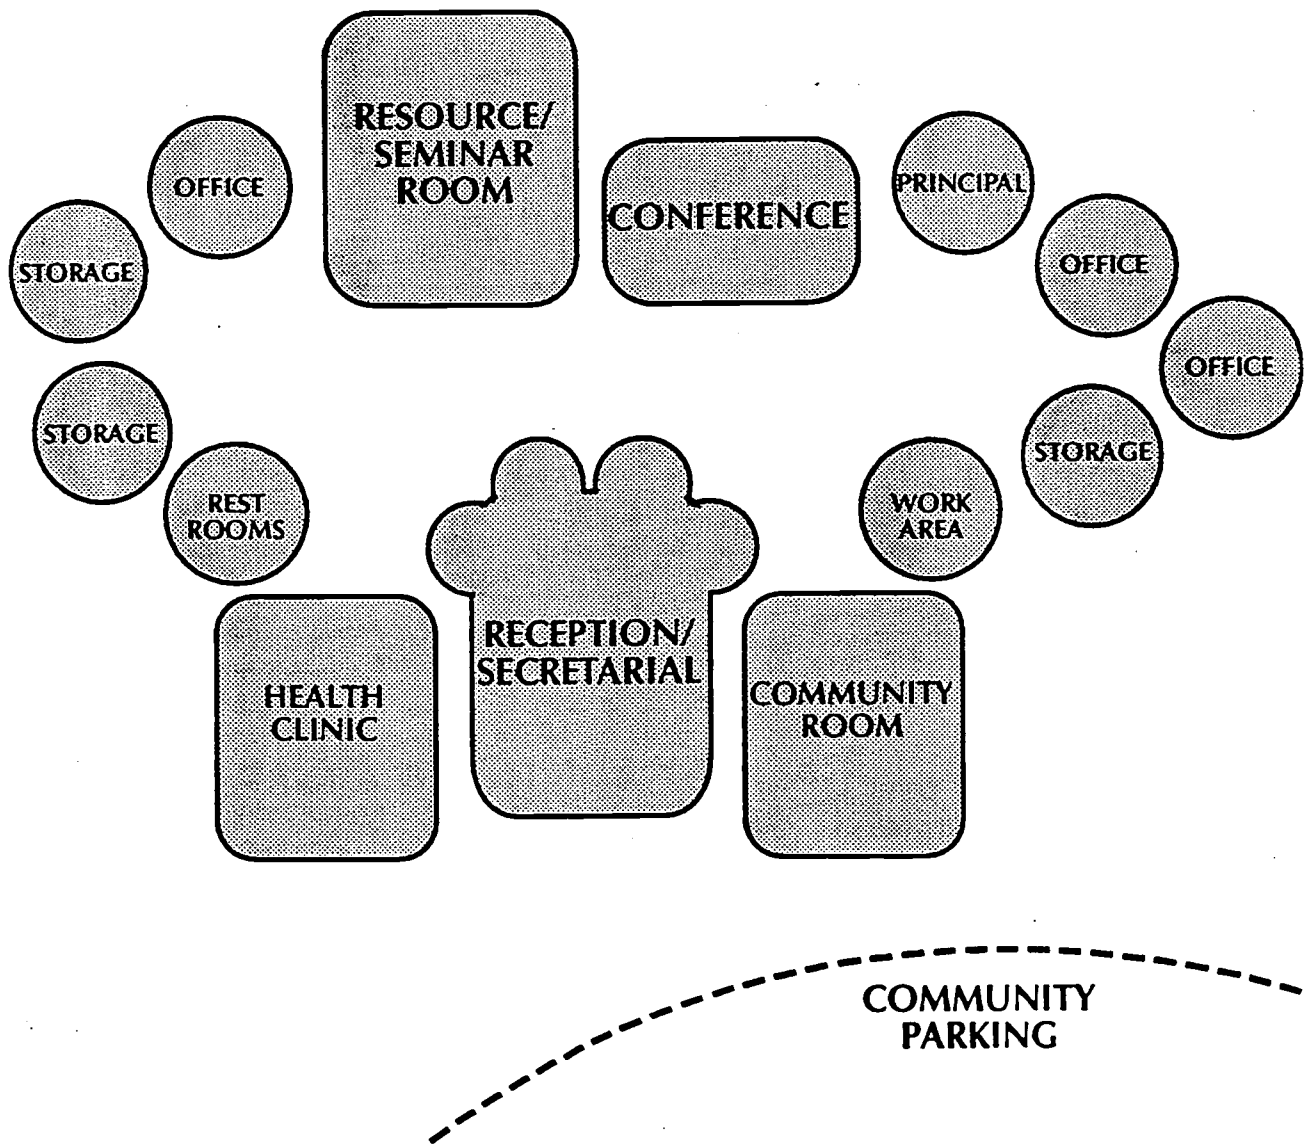 RESOURCE/
SEMINAR
ROOM
OFFICE
CONFERENCE
PRINCIPAL
STORAGE
OFFICE
OFFICE
STORAGE
STORAGE
REST
ROOMS
WORK
AREA
RECEPTION/
SECRETARIAL
HEALTH
CLINIC
COMMUNITY
ROOM
COMMUNITY
PARKING